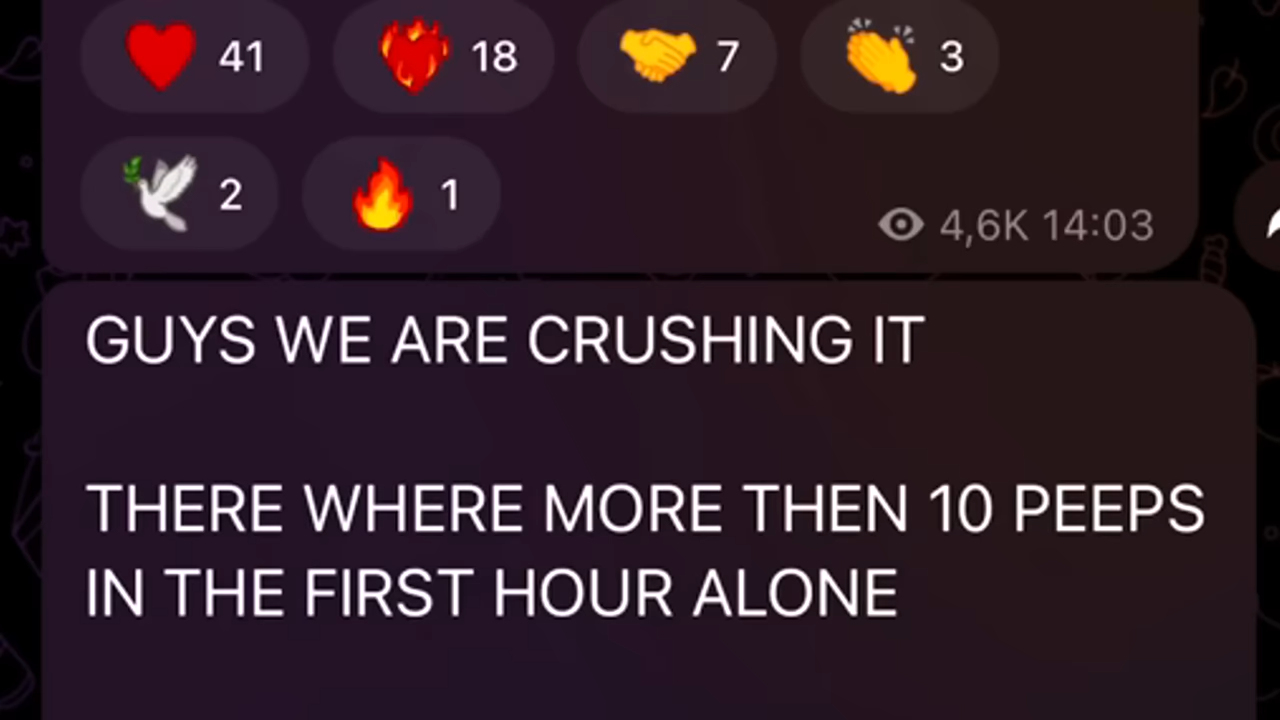 41 18 7 3
2 1 4,6K 14:03
GUYS WE ARE CRUSHING IT
THERE WHERE MORE THEN 10 PEEPS
IN THE FIRST HOUR ALONE